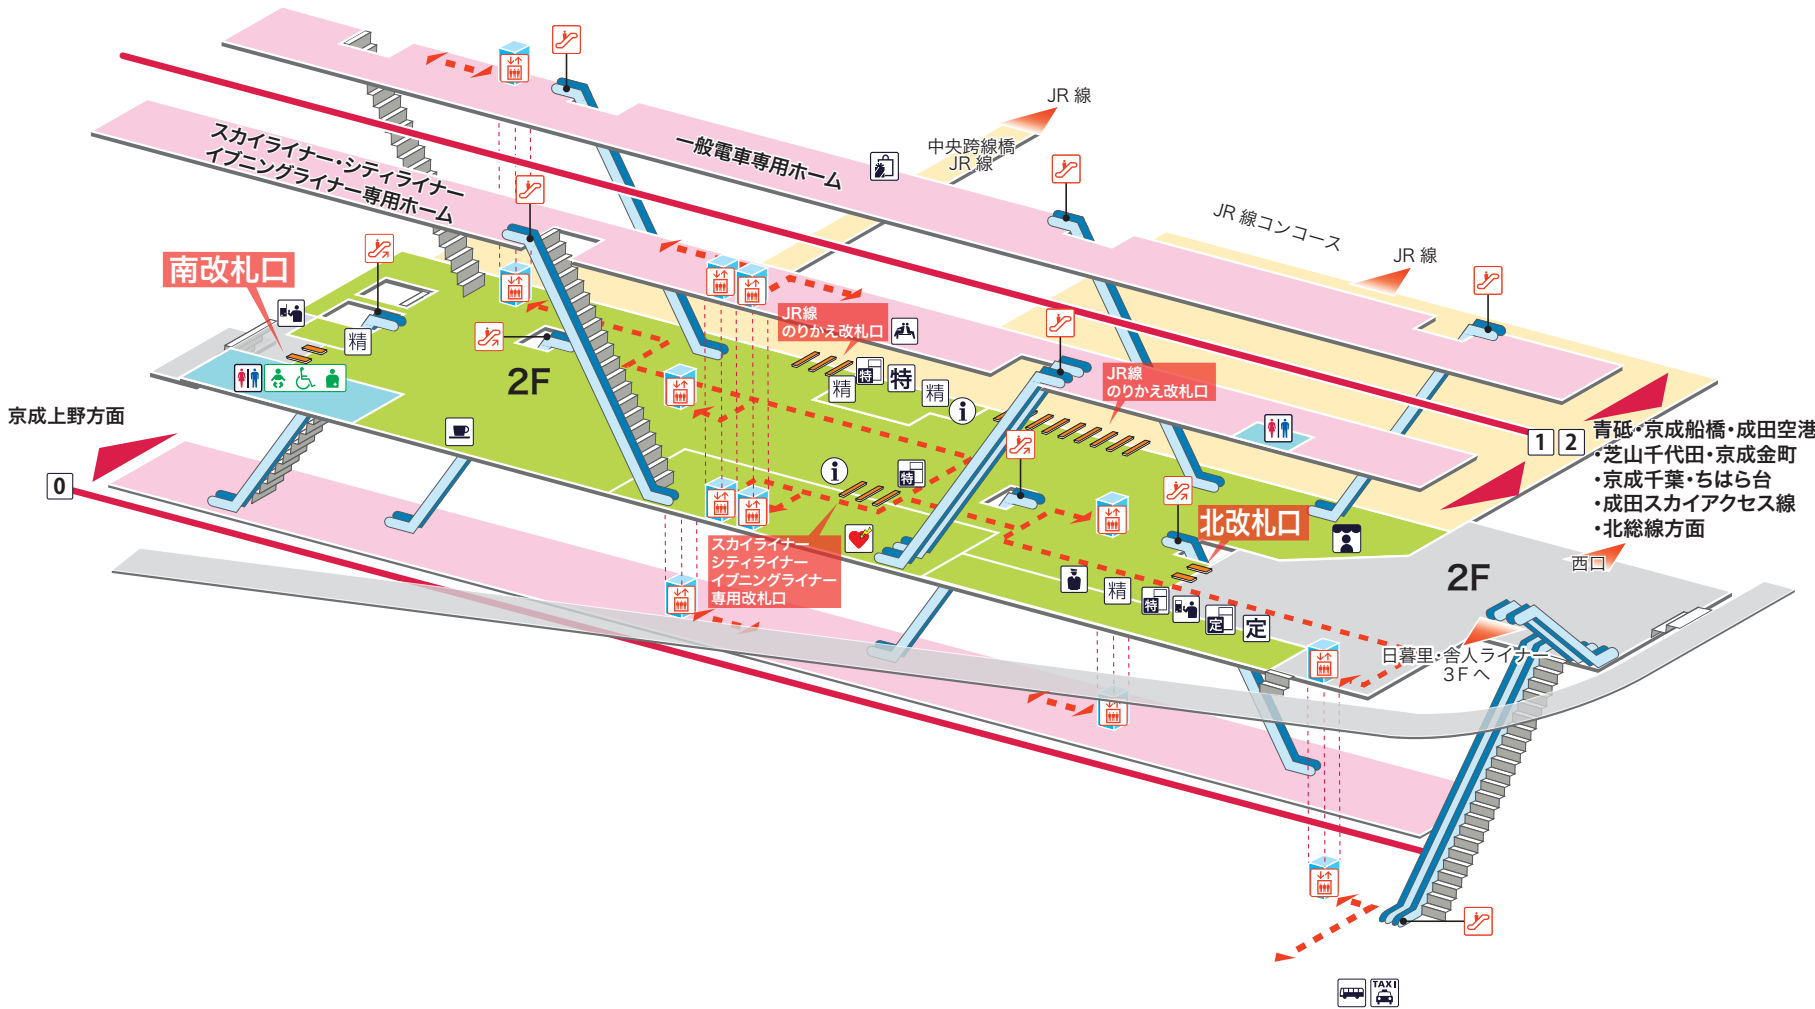 JR 線
中央跨線橋
JR 線
一般電車専用ホーム
スカイライナー・シティライナー
イブニングライナー専用ホーム
JR 線コンコース
JR 線
南改札口
JR線
のりかえ改札口
精
2F
精
特
特
精
i
JR線
のりかえ改札口
京成上野方面
0
1 2
青砥・京成船橋・成田空港
・芝山千代田・京成金町
・京成千葉・ちはら台
・成田スカイアクセス線
・北総線方面
i
特
北改札口
スカイライナー
シティライナー
イブニングライナー
専用改札口
2F
西口
精
特
定
定
日暮里・舎人ライナー
3Fへ
TAXI